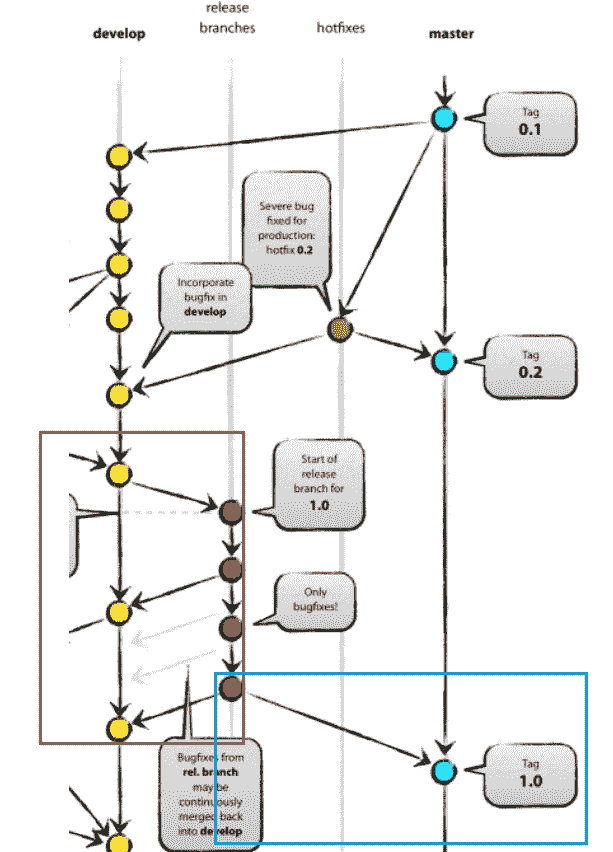 release
branches
develop
hotfixes
master
Tag
0.1
Severe bug
fixed for
production:
hotfix 0.2
Incorporate
bugfix in
develop
Tag
0.2
Start of
release
branch for
1.0
Only
bugfixes!
Tag
1.0
Bugfixes from
rel. branch
may be
continuously
merged back
into develop